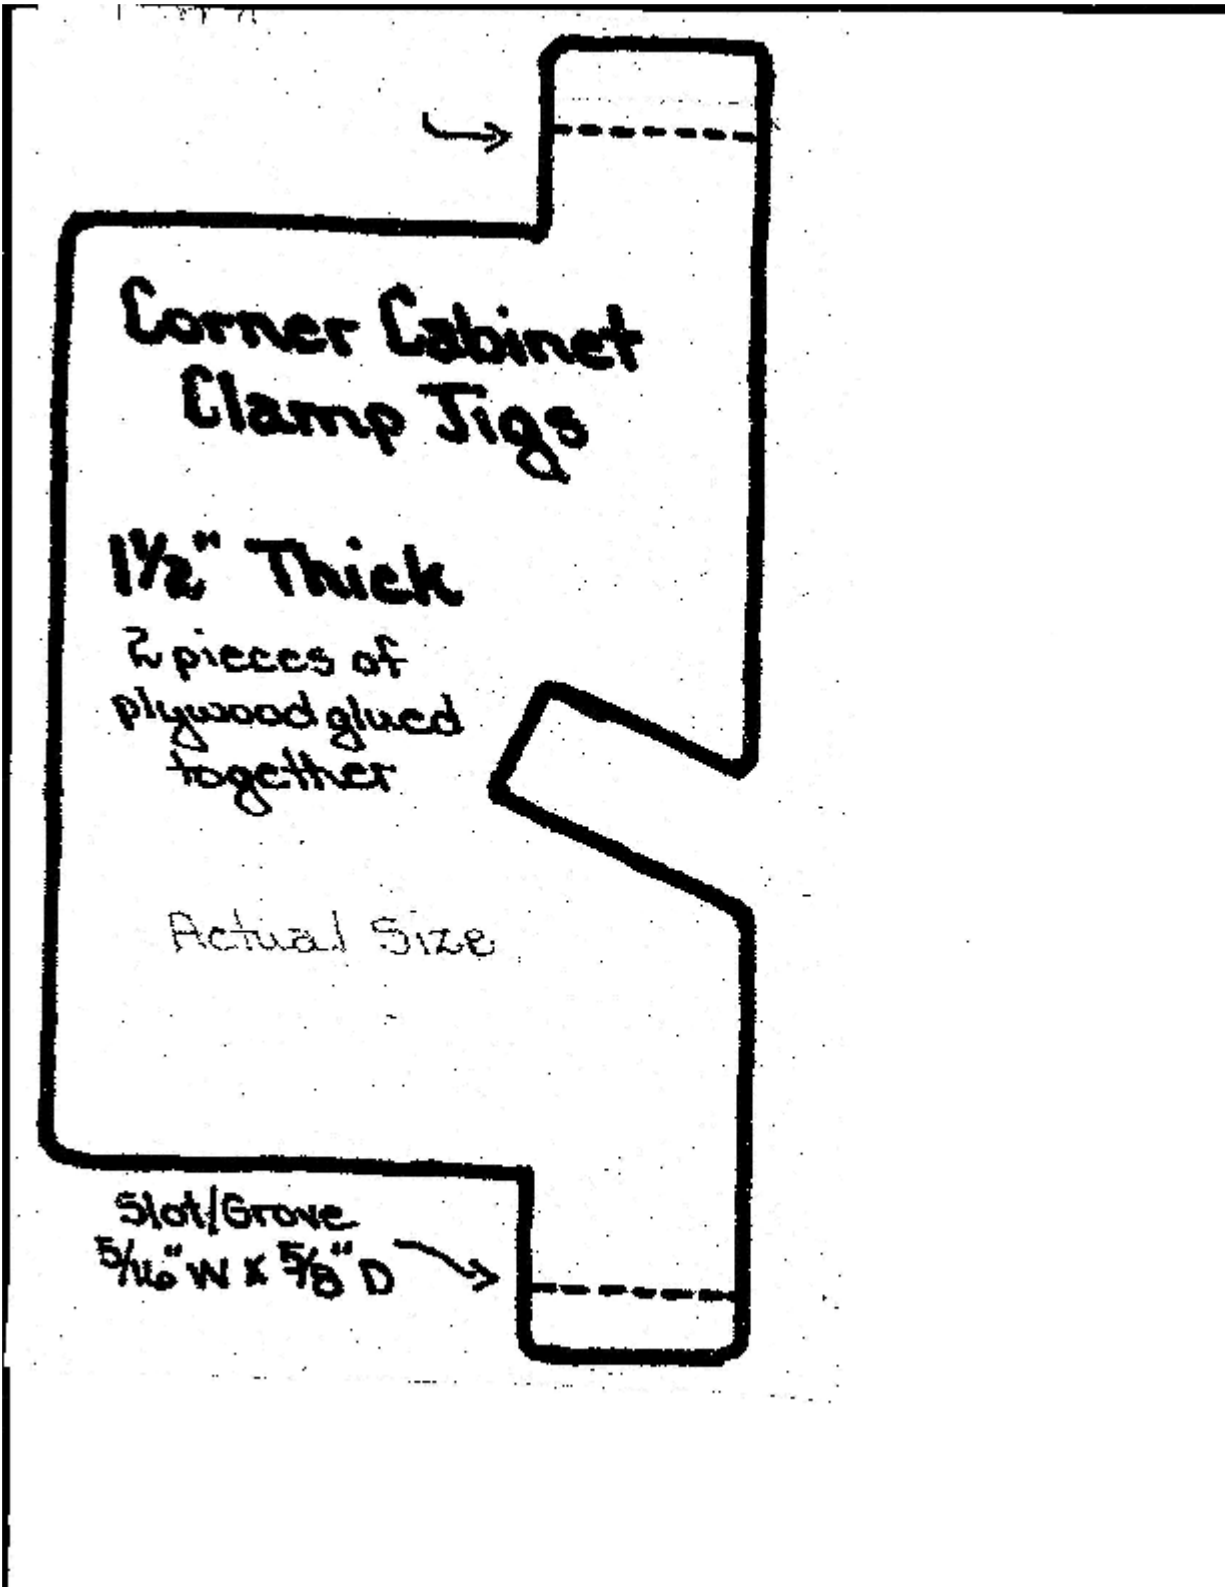 Corner Cabinet
Clamp Jigs
1½" Thick
2 pieces of
plywood glued
together
Actual Size
Slot/Grove
5/16" W x 5/8" D